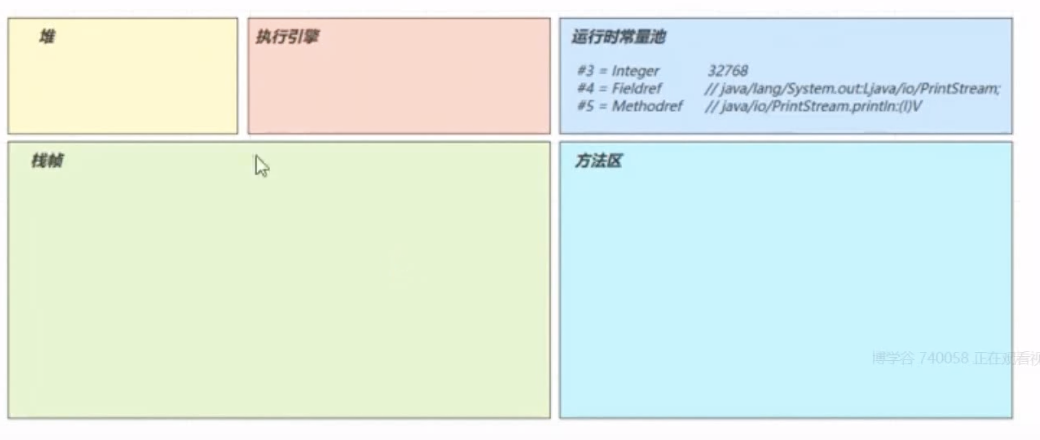 堆
执行引擎
运行时常量池
#3 = Integer 32768
#4 = Fieldref // java/lang/System.out:Ljava/io/PrintStream;
#5 = Methodref // java/io/PrintStream.println:(I)V
栈帧
方法区
博学谷 740058 正在观看视